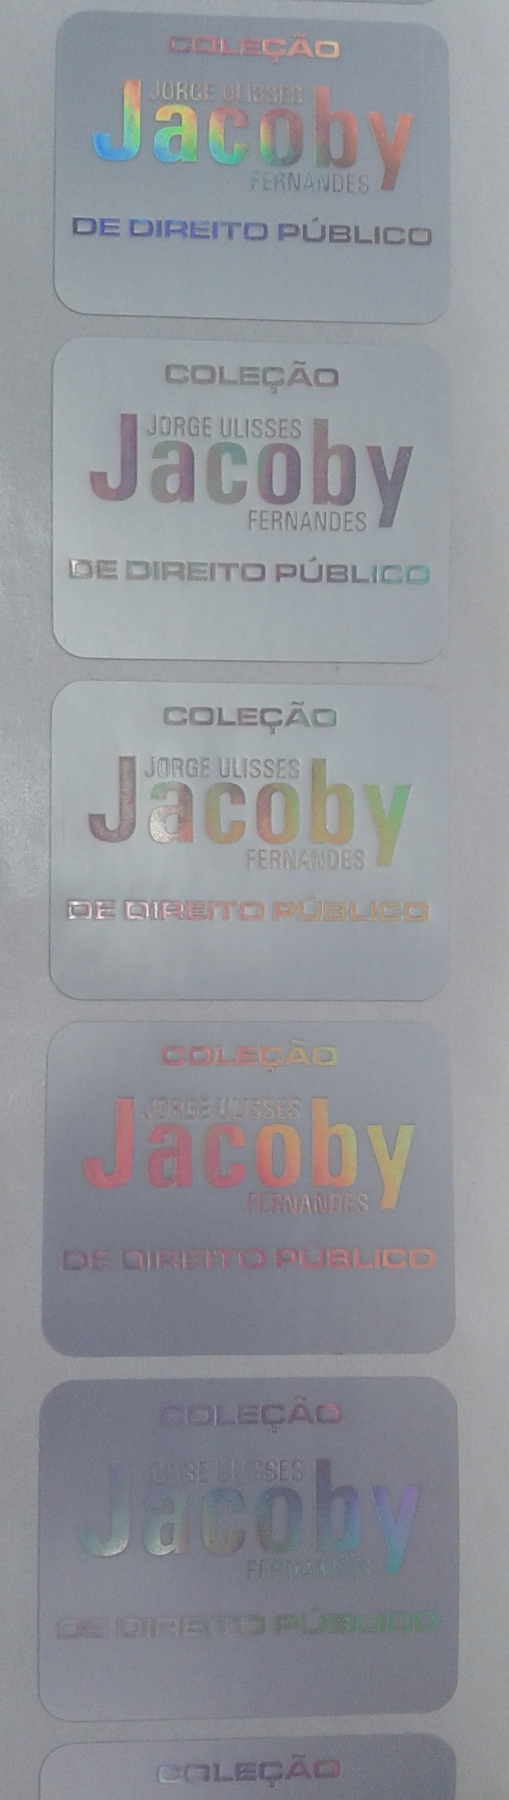 COLEÇÃO
JORGE ULISSES
Jacoby
FERNANDES
DE DIREITO PÚBLICO
COLEÇÃO
JORGE ULISSES
Jacoby
FERNANDES
DE DIREITO PÚBLICO
COLEÇÃO
JORGE ULISSES
Jacoby
FERNANDES
DE DIREITO PÚBLICO
COLEÇÃO
JORGE ULISSES
Jacoby
FERNANDES
DE DIREITO PÚBLICO
COLEÇÃO
JORGE ULISSES
Jacoby
FERNANDES
DE DIREITO PÚBLICO
COLEÇÃO